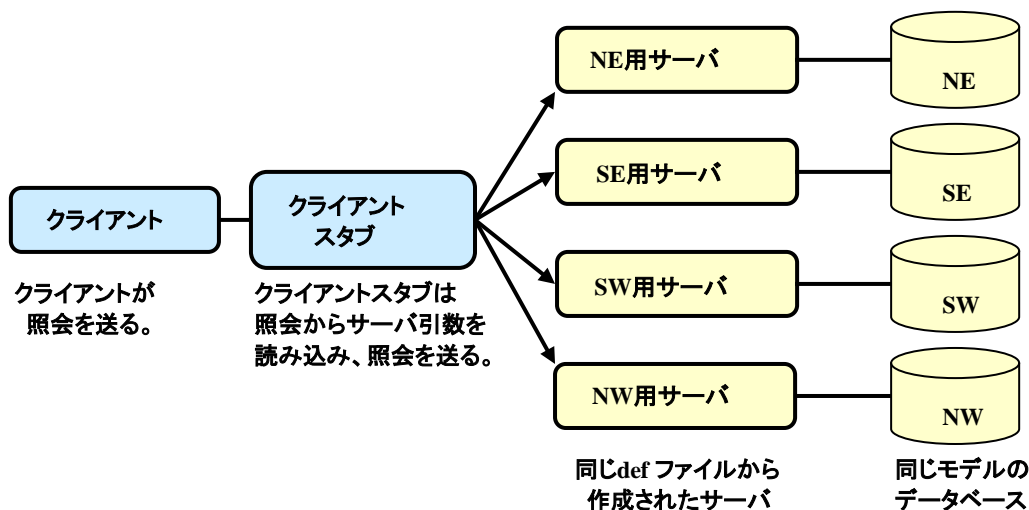 NE用サーバ
NE
SE用サーバ
SE
クライアント
クライアント
スタブ
SW用サーバ
SW
クライアントが
照会を送る。
クライアントスタブは
照会からサーバ引数を
読み込み、照会を送る。
NW用サーバ
NW
同じdef ファイルから
作成されたサーバ
同じモデルの
データベース